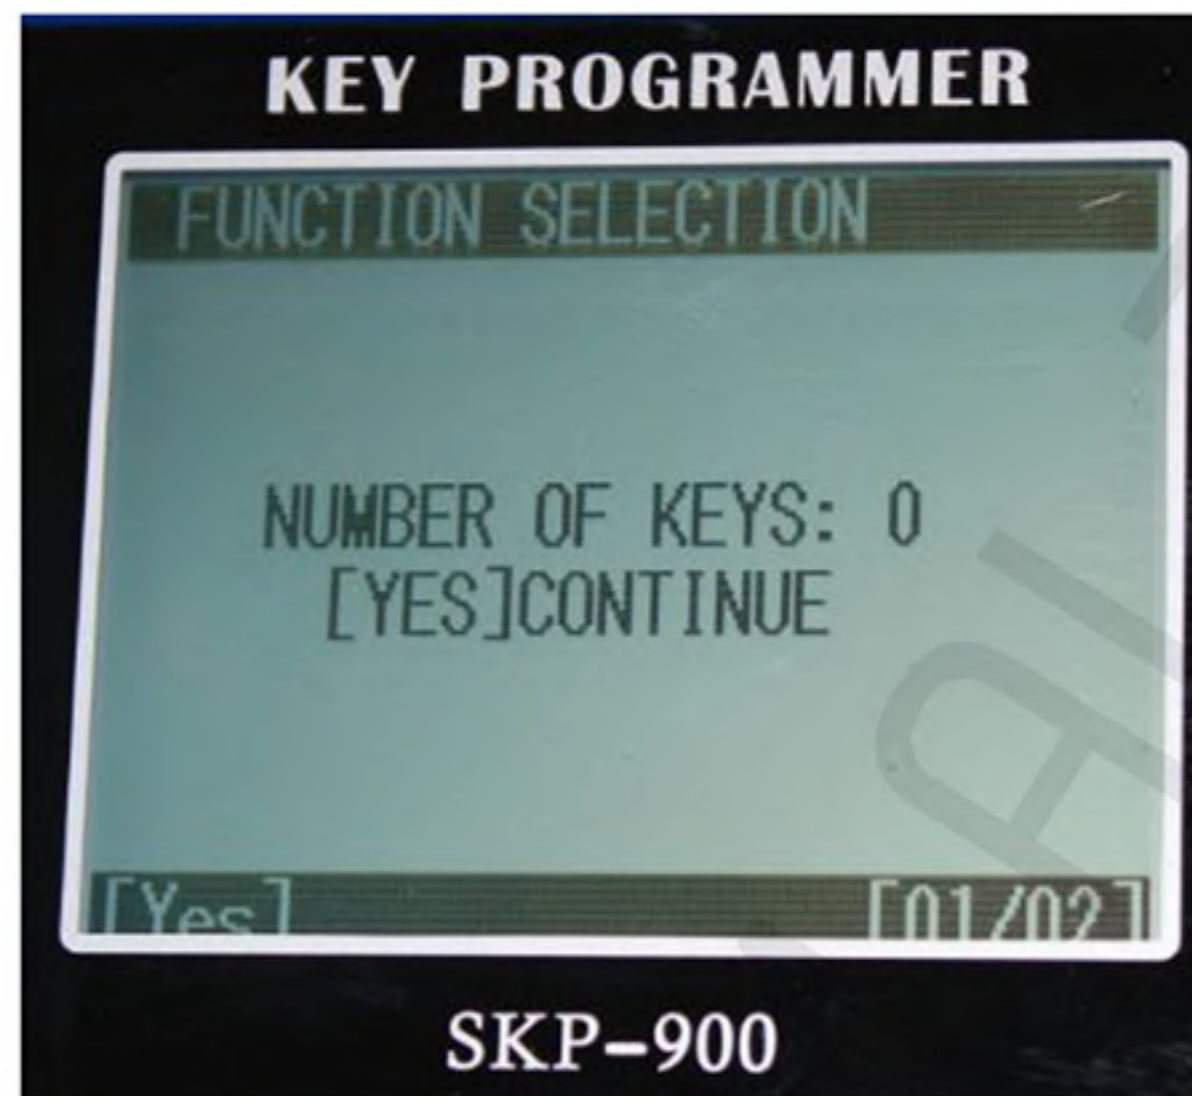 KEY PROGRAMMER
FUNCTION SELECTION
NUMBER OF KEYS: 0
[YES]CONTINUE
[Yes] [01/02]
SKP-900